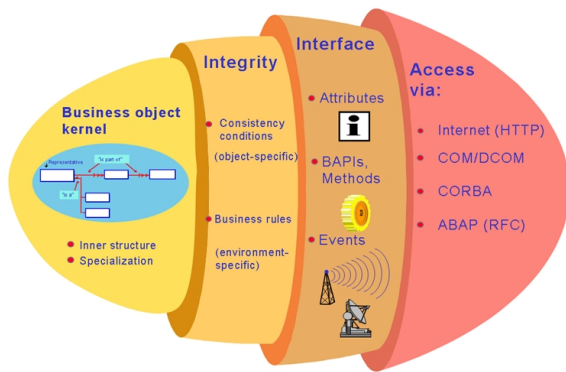 Business object
kernel
Representative
"is part of"
"is a"
Inner structure
Specialization
Integrity
Consistency
conditions
(object-specific)
Business rules
(environment-
specific)
Interface
Attributes
i
BAPIs,
Methods
Events
Access
via:
Internet (HTTP)
COM/DCOM
CORBA
ABAP (RFC)